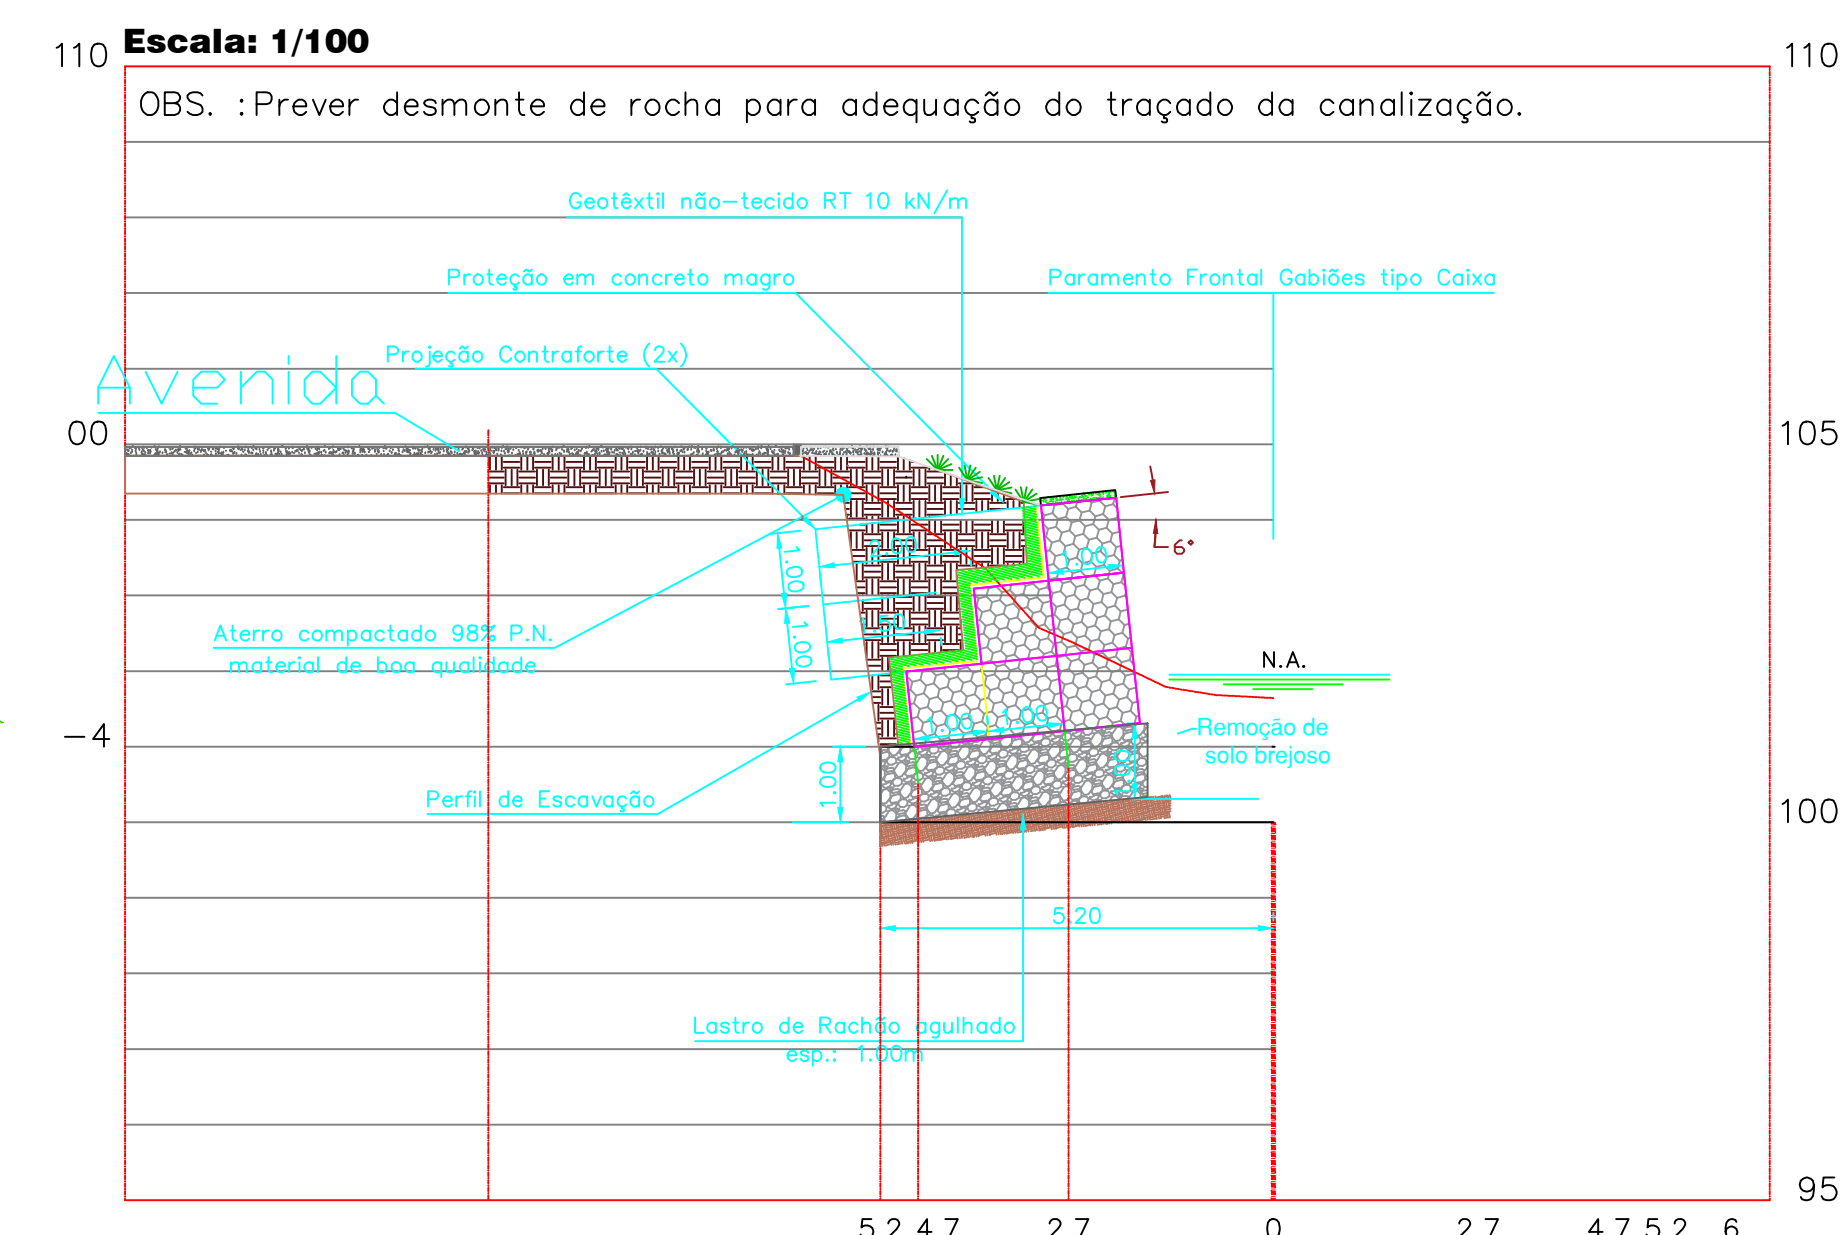 Escala: 1/100
110
110
OBS. :Prever desmonte de rocha para adequação do traçado da canalização.
Geotêxtil não-tecido RT 10 kN/m
Proteção em concreto magro
Paramento Frontal Gabiões tipo Caixa
Projeção Contraforte (2x)
Avenida
00
105
6°
2.00
1.00
1.00
Aterro compactado 98% P.N.
material de boa qualidade
.50
1.00
N.A.
1.00
1.00
Remoção de
solo brejoso
-4
1.00
1.00
Perfil de Escavação
100
5.20
Lastro de Rachão agulhado
esp.: 1.00m
95
5 2 4 7
2 7
0
2 7
4 7 5 2
6